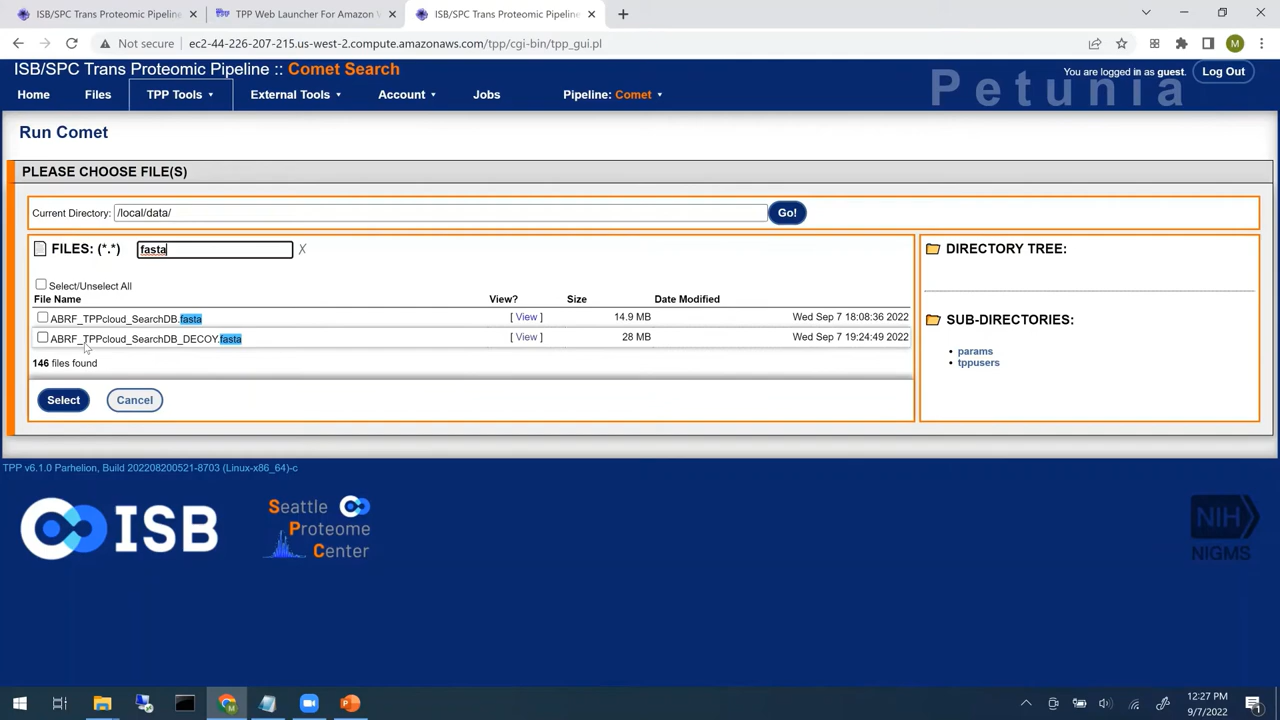 ISB/SPC Trans Proteomic Pipeline
TPP Web Launcher For Amazon
ISB/SPC Trans Proteomic Pipeline
Not secure
ec2-44-226-207-215.us-west-2.compute.amazonaws.com/tpp/cgi-bin/tpp_gui.pl
M
ISB/SPC Trans Proteomic Pipeline :: Comet Search
Petunia
You are logged in as guest.
Log Out
Home
Files
TPP Tools
External Tools
Account
Jobs
Pipeline: Comet
Run Comet
PLEASE CHOOSE FILE(S)
Current Directory: /local/data/
Go!
FILES: (*.*)
fasta
X
DIRECTORY TREE:
Select/Unselect All
File Name View? Size Date Modified
ABRF_TPPcloud_SearchDB.fasta [ View ] 14.9 MB Wed Sep 7 18:08:36 2022
ABRF_TPPcloud_SearchDB_DECOY.fasta [ View ] 28 MB Wed Sep 7 19:24:49 2022
146 files found
SUB-DIRECTORIES:
params
tppusers
Select
Cancel
TPP v6.1.0 Parhelion, Build 202208200521-8703 (Linux-x86_64)-c
ISB
Seattle
Proteome
Center
NIH
NIGMS
12:27 PM
9/7/2022
1